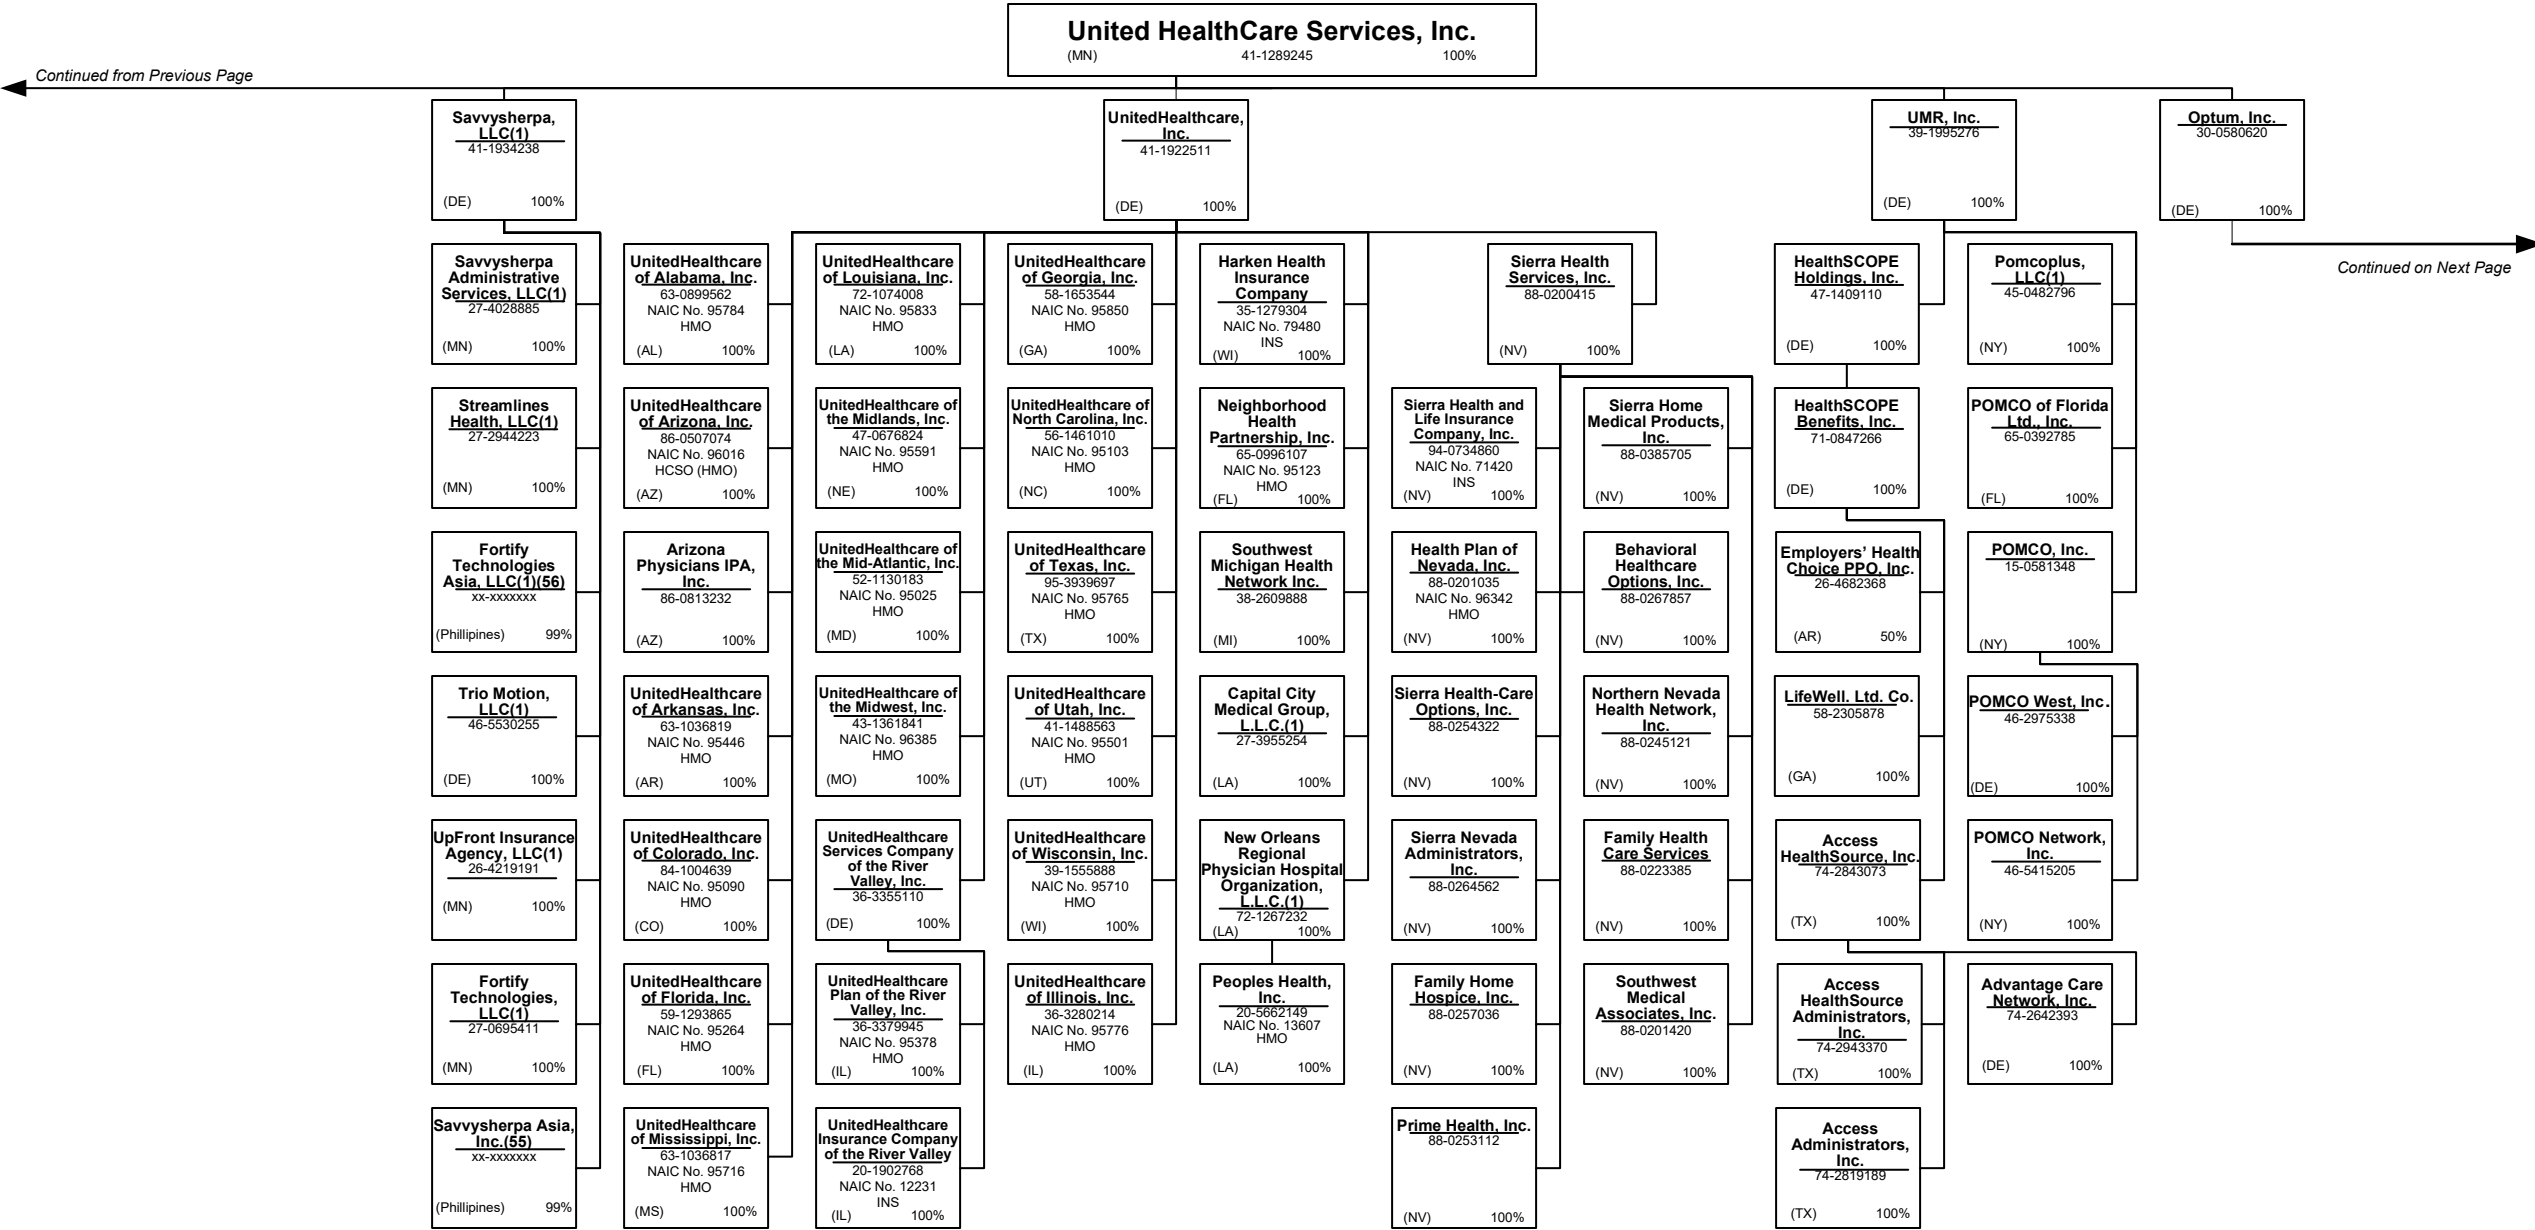 United HealthCare Services, Inc.
(MN) 41-1289245 100%
Continued from Previous Page
Savvysherpa,
LLC(1)
41-1934238
(DE) 100%
UnitedHealthcare,
Inc.
41-1922511
(DE) 100%
UMR, Inc.
39-1995276
(DE) 100%
Optum, Inc.
30-0580620
(DE) 100%
Continued on Next Page
Savvysherpa
Administrative
Services, LLC(1)
27-4028885
(MN) 100%
UnitedHealthcare
of Alabama, Inc.
63-0899562
NAIC No. 95784
HMO
(AL) 100%
UnitedHealthcare
of Louisiana, Inc.
72-1074008
NAIC No. 95833
HMO
(LA) 100%
UnitedHealthcare
of Georgia, Inc.
58-1653544
NAIC No. 95850
HMO
(GA) 100%
Harken Health
Insurance
Company
35-1279304
NAIC No. 79480
INS
(WI) 100%
Sierra Health
Services, Inc.
88-0200415
(NV) 100%
HealthSCOPE
Holdings, Inc.
47-1409110
(DE) 100%
Pomcoplus,
LLC(1)
45-0482796
(NY) 100%
Streamlines
Health, LLC(1)
27-2944223
(MN) 100%
UnitedHealthcare
of Arizona, Inc.
86-0507074
NAIC No. 96016
HCSO (HMO)
(AZ) 100%
UnitedHealthcare of
the Midlands, Inc.
47-0676824
NAIC No. 95591
HMO
(NE) 100%
UnitedHealthcare of
North Carolina, Inc.
56-1461010
NAIC No. 95103
HMO
(NC) 100%
Neighborhood
Health
Partnership, Inc.
65-0996107
NAIC No. 95123
HMO
(FL) 100%
Sierra Health and
Life Insurance
Company, Inc.
94-0734860
NAIC No. 71420
INS
(NV) 100%
Sierra Home
Medical Products,
Inc.
88-0385705
(NV) 100%
HealthSCOPE
Benefits, Inc.
71-0847266
(DE) 100%
POMCO of Florida
Ltd., Inc.
65-0392785
(FL) 100%
Fortify
Technologies
Asia, LLC(1)(56)
xx-xxxxxxx
(Phillipines) 99%
Arizona
Physicians IPA,
Inc.
86-0813232
(AZ) 100%
UnitedHealthcare of
the Mid-Atlantic, Inc.
52-1130183
NAIC No. 95025
HMO
(MD) 100%
UnitedHealthcare
of Texas, Inc.
95-3939697
NAIC No. 95765
HMO
(TX) 100%
Southwest
Michigan Health
Network Inc.
38-2609888
(MI) 100%
Health Plan of
Nevada, Inc.
88-0201035
NAIC No. 96342
HMO
(NV) 100%
Behavioral
Healthcare
Options, Inc.
88-0267857
(NV) 100%
Employers' Health
Choice PPO, Inc.
26-4682368
(AR) 50%
POMCO, Inc.
15-0581348
(NY) 100%
Trio Motion,
LLC(1)
46-5530255
(DE) 100%
UnitedHealthcare
of Arkansas, Inc.
63-1036819
NAIC No. 95446
HMO
(AR) 100%
UnitedHealthcare of
the Midwest, Inc.
43-1361841
NAIC No. 96385
HMO
(MO) 100%
UnitedHealthcare
of Utah, Inc.
41-1488563
NAIC No. 95501
HMO
(UT) 100%
Capital City
Medical Group,
L.L.C.(1)
27-3955254
(LA) 100%
Sierra Health-Care
Options, Inc.
88-0254322
(NV) 100%
Northern Nevada
Health Network,
Inc.
88-0245121
(NV) 100%
LifeWell. Ltd. Co.
58-2305878
(GA) 100%
POMCO West, Inc.
46-2975338
(DE) 100%
UpFront Insurance
Agency, LLC(1)
26-4219191
(MN) 100%
UnitedHealthcare
of Colorado, Inc.
84-1004639
NAIC No. 95090
HMO
(CO) 100%
UnitedHealthcare
Services Company
of the River
Valley, Inc.
36-3355110
(DE) 100%
UnitedHealthcare
of Wisconsin, Inc.
39-1555888
NAIC No. 95710
HMO
(WI) 100%
New Orleans
Regional
Physician Hospital
Organization,
L.L.C.(1)
72-1267232
(LA) 100%
Sierra Nevada
Administrators,
Inc.
88-0264562
(NV) 100%
Family Health
Care Services
88-0223385
(NV) 100%
Access
HealthSource, Inc.
74-2843073
(TX) 100%
POMCO Network,
Inc.
46-5415205
(NY) 100%
Fortify
Technologies,
LLC(1)
27-0695411
(MN) 100%
UnitedHealthcare
of Florida, Inc.
59-1293865
NAIC No. 95264
HMO
(FL) 100%
UnitedHealthcare
Plan of the River
Valley, Inc.
36-3379945
NAIC No. 95378
HMO
(IL) 100%
UnitedHealthcare
of Illinois, Inc.
36-3280214
NAIC No. 95776
HMO
(IL) 100%
Peoples Health,
Inc.
20-5662149
NAIC No. 13607
HMO
(LA) 100%
Family Home
Hospice, Inc.
88-0257036
(NV) 100%
Southwest
Medical
Associates, Inc.
88-0201420
(NV) 100%
Access
HealthSource
Administrators,
Inc.
74-2943370
(TX) 100%
Advantage Care
Network, Inc.
74-2642393
(DE) 100%
Savvysherpa Asia,
Inc.(55)
xx-xxxxxxx
(Phillipines) 99%
UnitedHealthcare
of Mississippi, Inc.
63-1036817
NAIC No. 95716
HMO
(MS) 100%
UnitedHealthcare
Insurance Company
of the River Valley
20-1902768
NAIC No. 12231
INS
(IL) 100%
Prime Health, Inc.
88-0253112
(NV) 100%
Access
Administrators,
Inc.
74-2819189
(TX) 100%